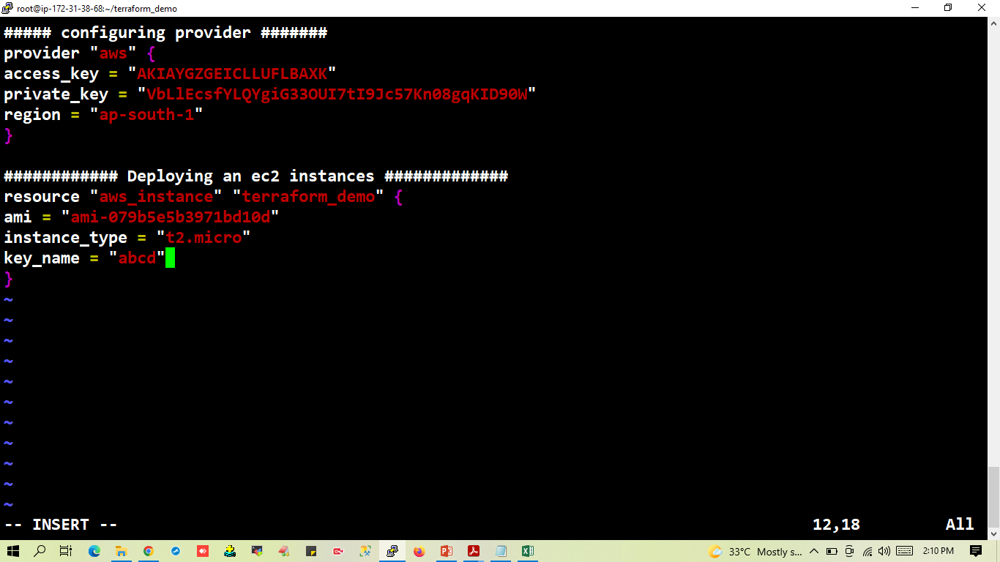 root@ip-172-31-38-68:~/terraform_demo
##### configuring provider #######
provider "aws" {
access_key = "AKIAYGZGEICLLUFLBAXK"
private_key = "VbLlEcsfYLQYgiG33OUI7tI9Jc57Kn08gqKID90W"
region = "ap-south-1"
}
############ Deploying an ec2 instances #############
resource "aws_instance" "terraform_demo" {
ami = "ami-079b5e5b3971bd10d"
instance_type = "t2.micro"
key_name = "abcd"
}
~
~
~
~
~
~
~
~
~
~
~
-- INSERT -- 12,18 All
33°C Mostly s... 2:10 PM